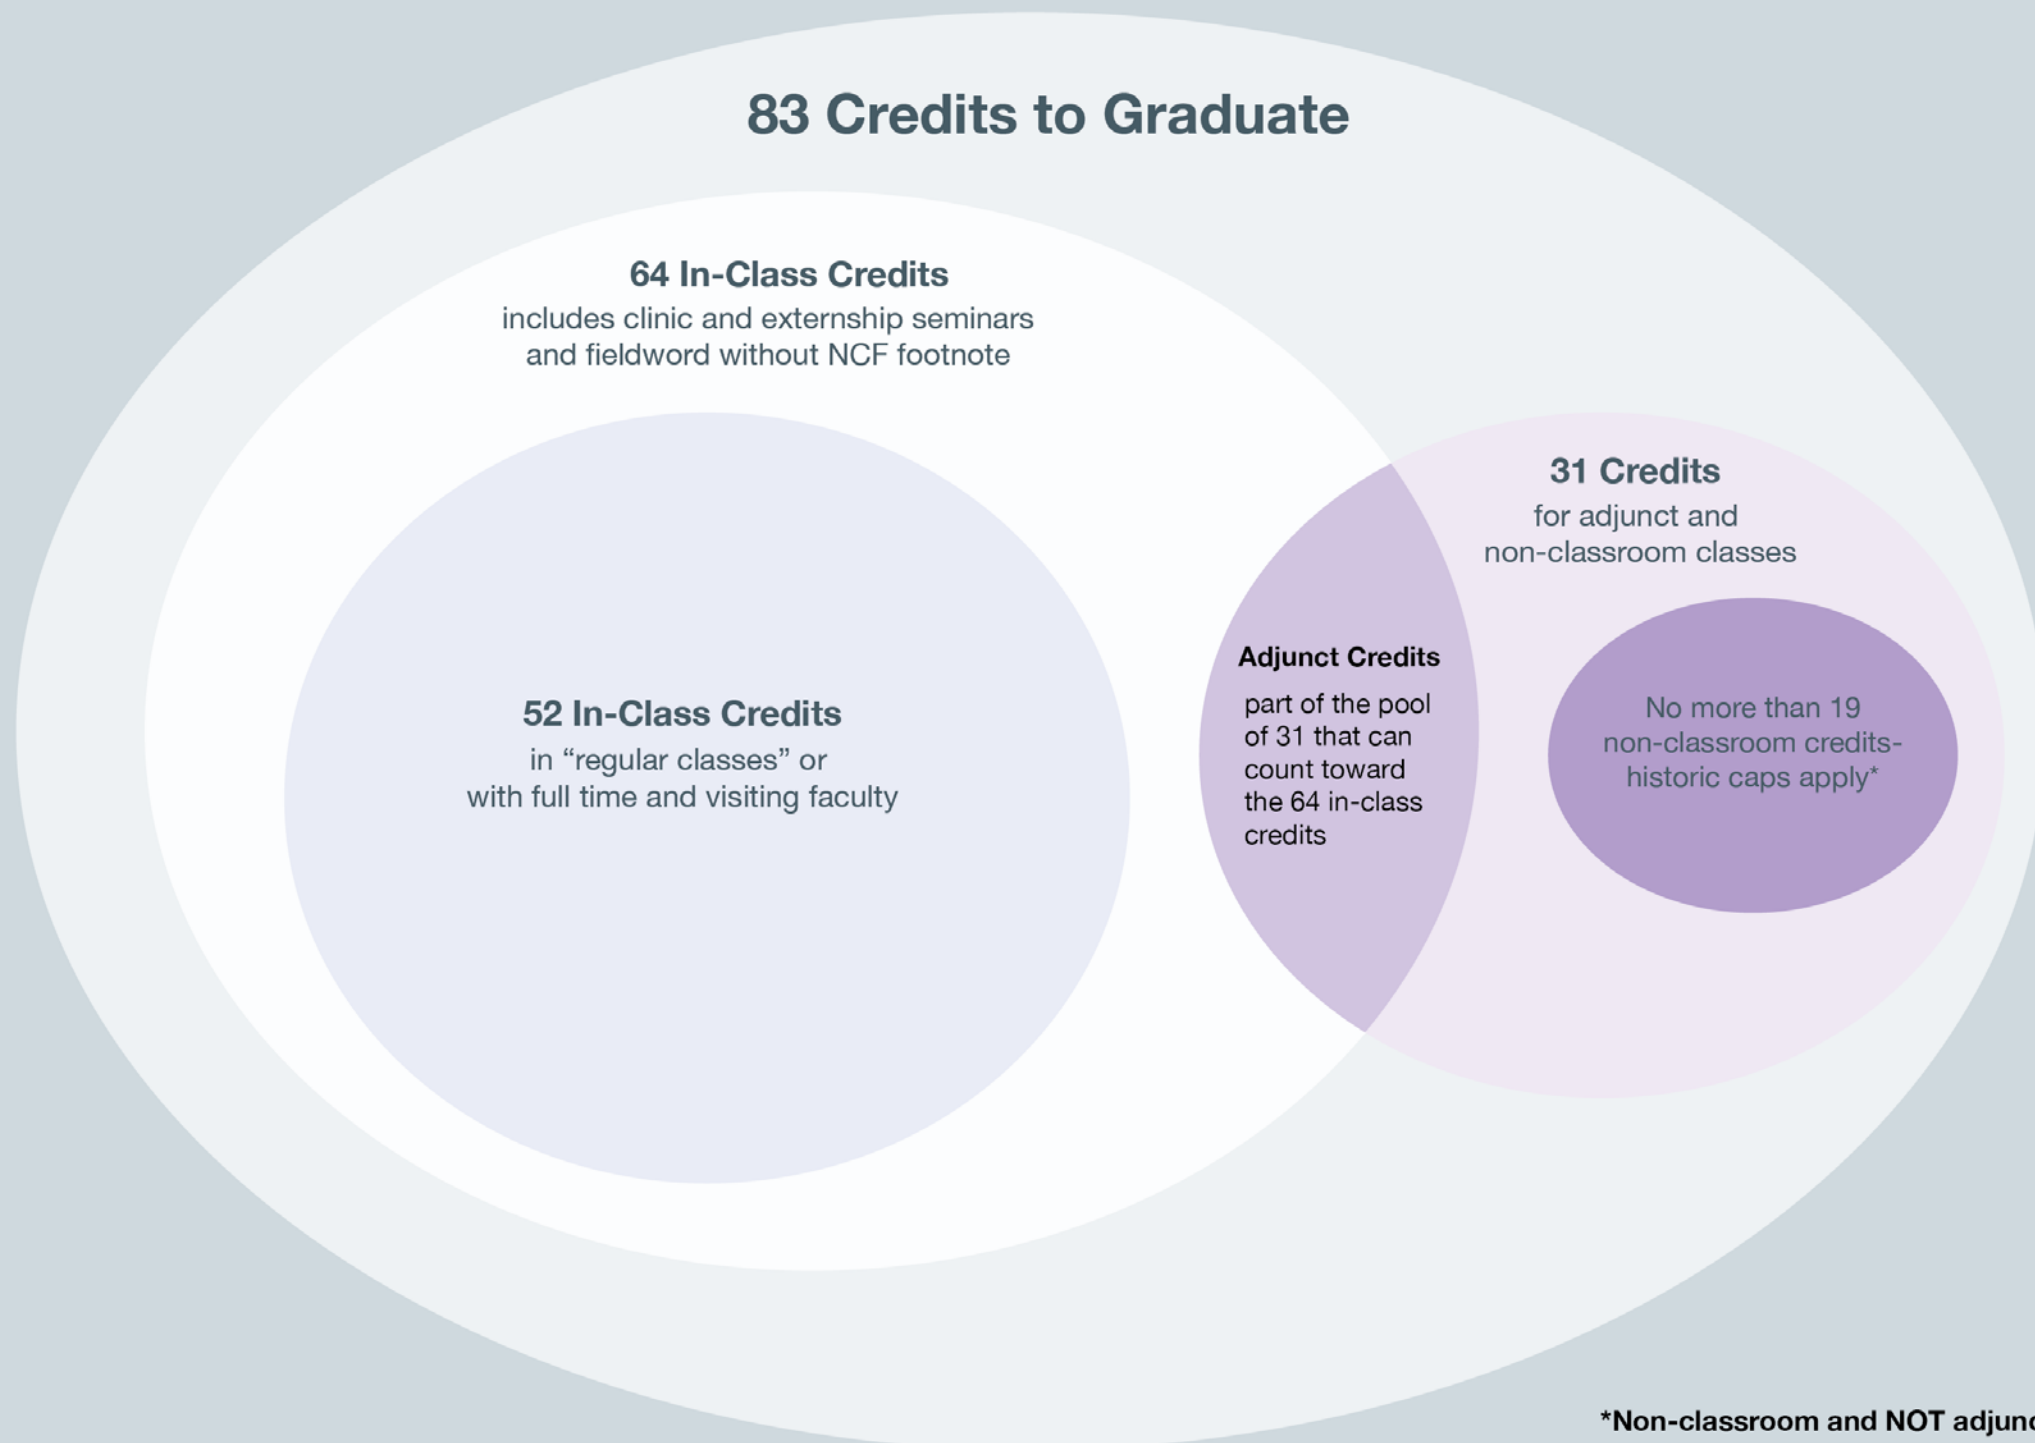 83 Credits to Graduate
64 In-Class Credits
includes clinic and externship seminars
and fieldword without NCF footnote
52 In-Class Credits
in “regular classes” or
with full time and visiting faculty
Adjunct Credits
part of the pool
of 31 that can
count toward
the 64 in-class
credits
31 Credits
for adjunct and
non-classroom classes
No more than 19
non-classroom credits-
historic caps apply*
*Non-classroom and NOT